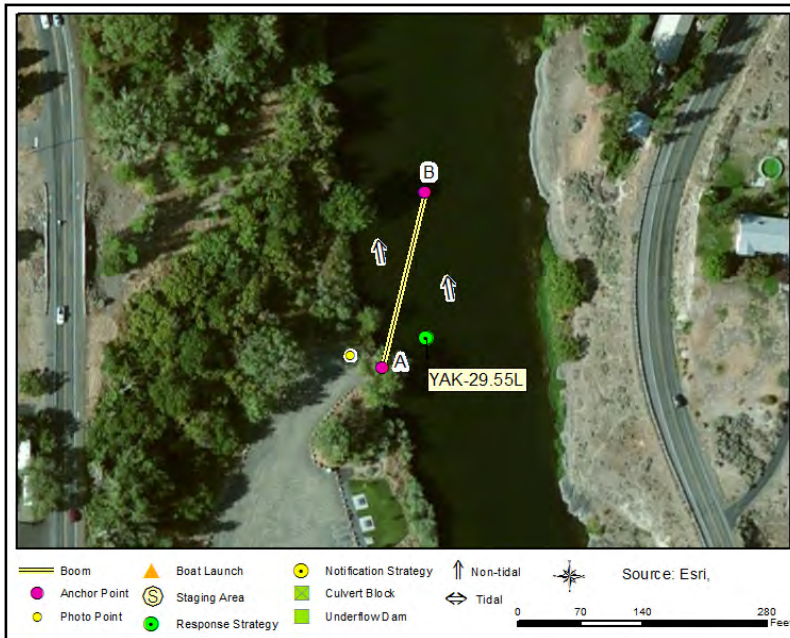 B
A
YAK-29.55L
Boom
Anchor Point
Photo Point
Boat Launch
S Staging Area
Response Strategy
Notification Strategy
Culvert Block
Underflow Dam
Non-tidal
Tidal
Source: Esri,
0 70 140 280
Feet